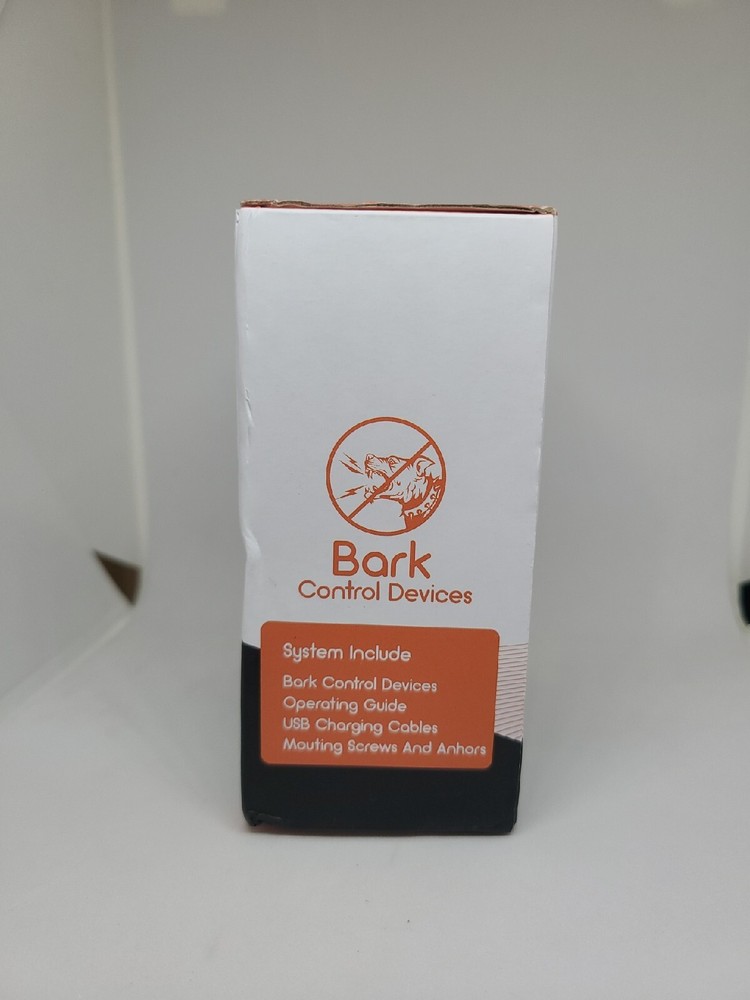 Bark
Control Devices
System Include
Bark Control Devices
Operating Guide
USB Charging Cables
Mouting Screws And Anhors